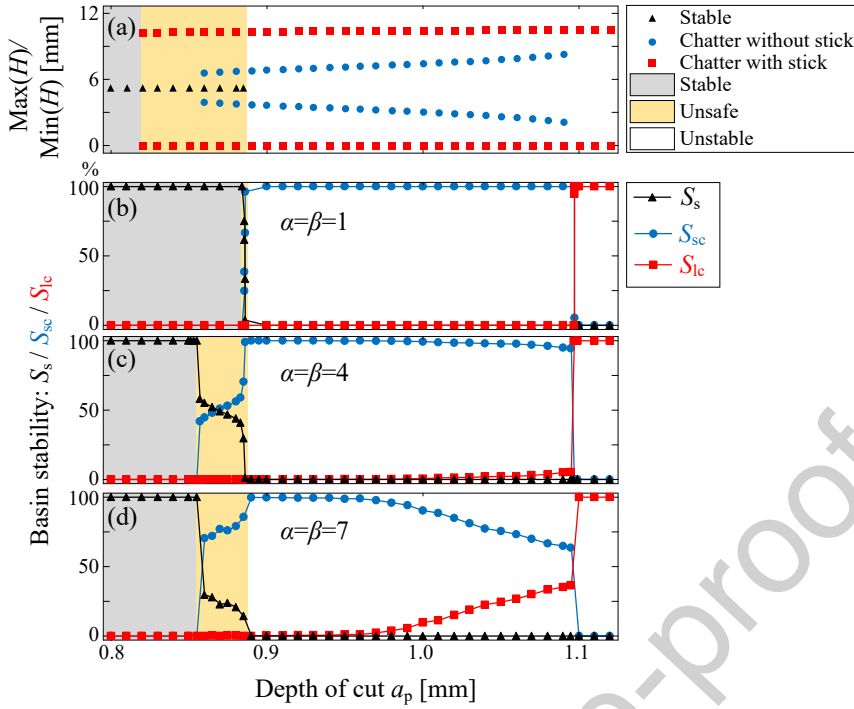 (a)
Max(H)/
Min(H) [mm]
12
6
0
Stable
Chatter without stick
Chatter with stick
Stable
Unsafe
Unstable
%
Basin stability: Ss / Ssc / Slc
(b)
α=β=1
100
50
0
Ss
Ssc
Slc
(c)
α=β=4
100
50
0
(d)
α=β=7
100
50
0
0.8
0.9
1.0
1.1
Depth of cut ap [mm]
-proof